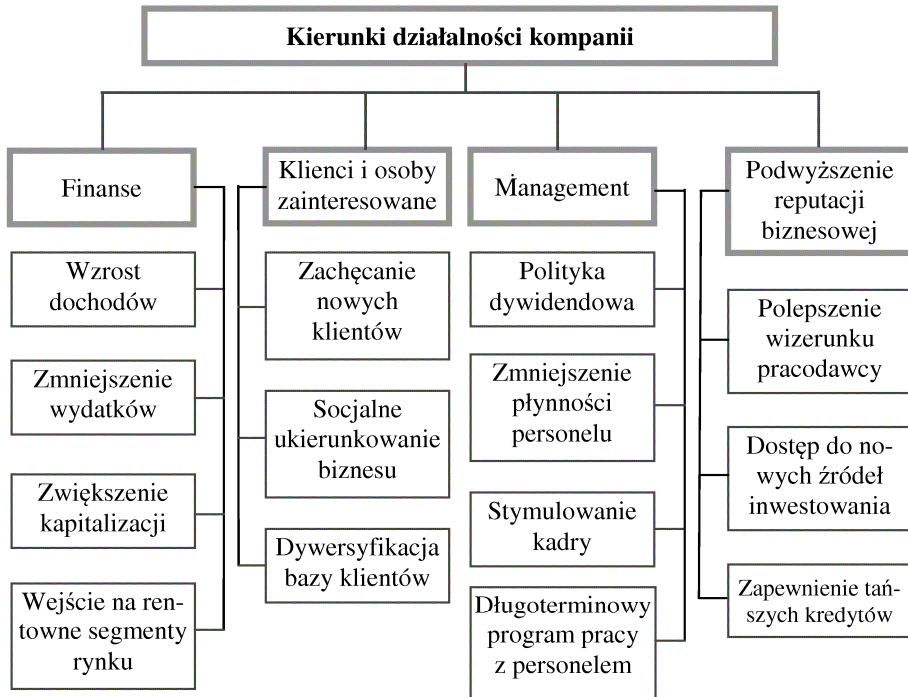 Kierunki działalności kompanii
Finanse
Wzrost
dochodów
Zmniejszenie
wydatków
Zwiększenie
kapitalizacji
Wejście na ren-
towne segmenty
rynku
Klienci i osoby
zainteresowane
Zachęcanie
nowych
klientów
Socjalne
ukierunkowanie
biznesu
Dywersyfikacja
bazy klientów
Management
Polityka
dywidendowa
Zmniejszenie
płynności
personelu
Stymulowanie
kadry
Długoterminowy
program pracy
z personelem
Podwyższenie
reputacji
biznesowej
Polepszenie
wizerunku
pracodawcy
Dostęp do no-
wych źródeł
inwestowania
Zapewnienie tań-
szych kredytów